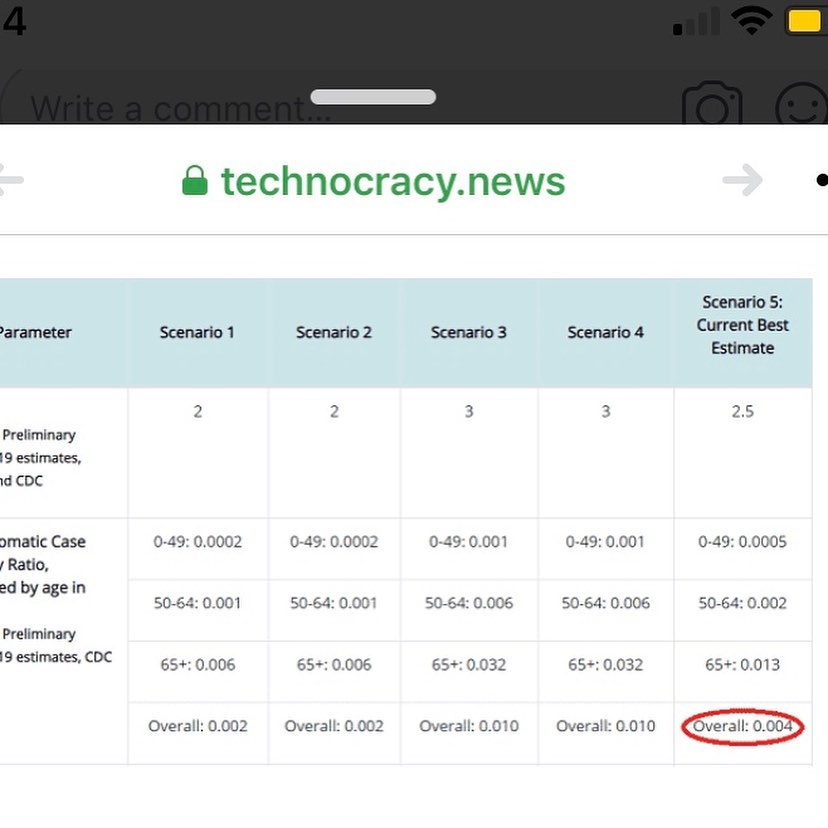 4
Write a comment...
technocracy.news
Parameter Scenario 1 Scenario 2 Scenario 3 Scenario 4 Scenario 5:
Current Best
Estimate
2 2 3 3 2.5
Preliminary
19 estimates,
nd CDC
omatic Case 0-49: 0.0002 0-49: 0.0002 0-49: 0.001 0-49: 0.001 0-49: 0.0005
y Ratio,
ed by age in 50-64: 0.001 50-64: 0.001 50-64: 0.006 50-64: 0.006 50-64: 0.002
Preliminary
19 estimates, CDC 65+: 0.006 65+: 0.006 65+: 0.032 65+: 0.032 65+: 0.013
Overall: 0.002 Overall: 0.002 Overall: 0.010 Overall: 0.010 Overall: 0.004